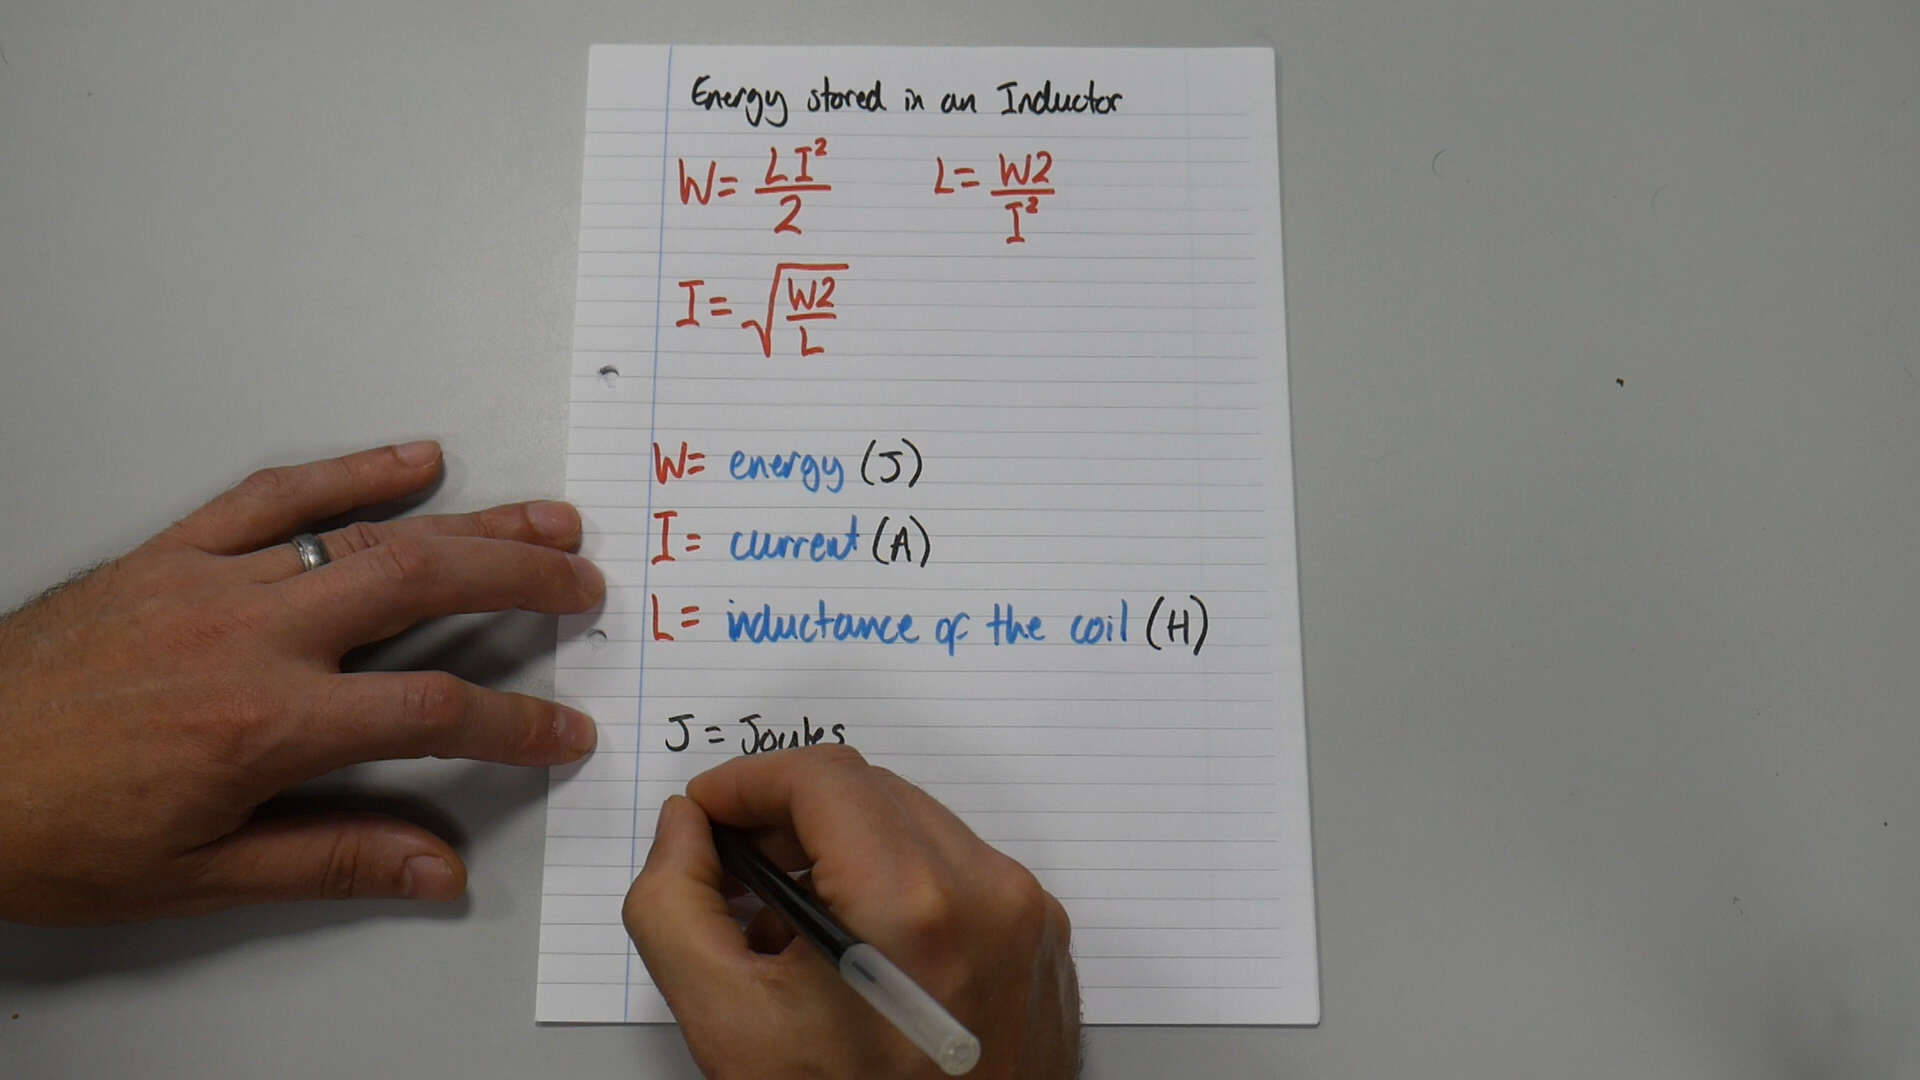 Energy stored in an Inductor
W = LI²/2    L = W2/I²
I = √(W2/L)
W = energy (J)
I = current (A)
L = inductance of the coil (H)
J = Joules